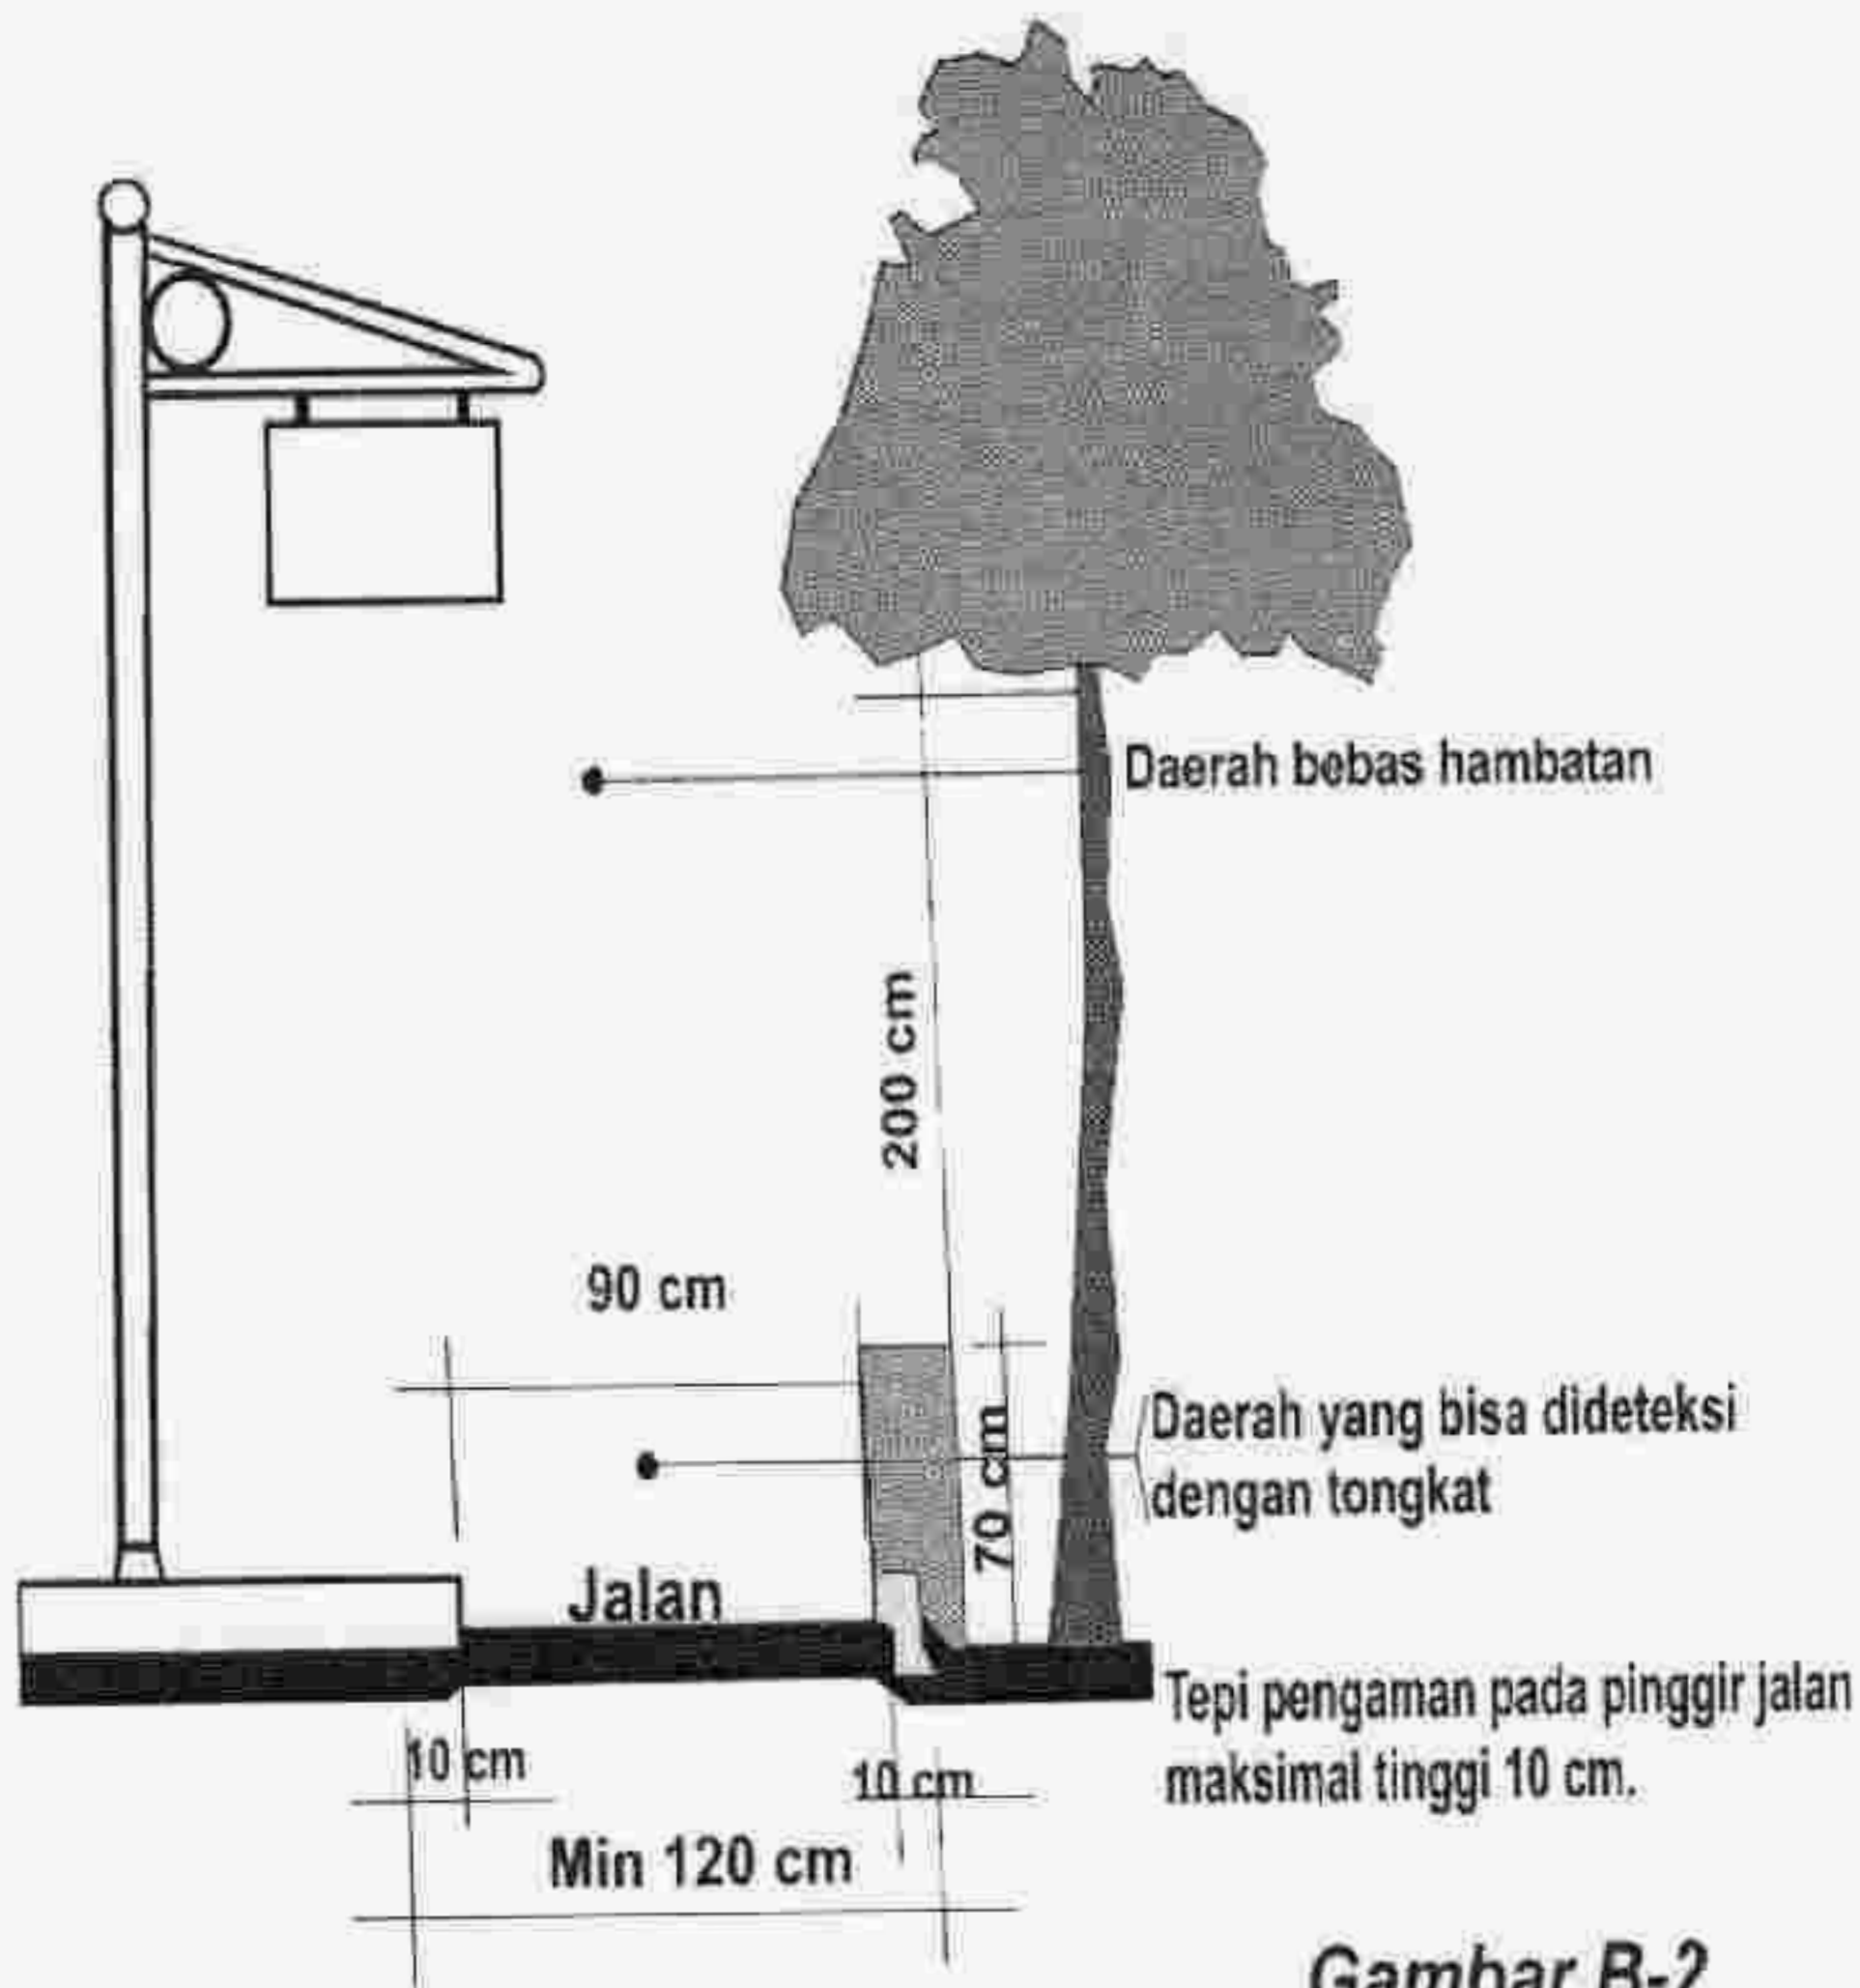 Daerah bebas hambatan
200 cm
90 cm
Daerah yang bisa dideteksi
dengan tongkat
70 cm
Jalan
Tepi pengaman pada pinggir jalan
maksimal tinggi 10 cm.
10 cm
10 cm
Min 120 cm
Gambar B-2